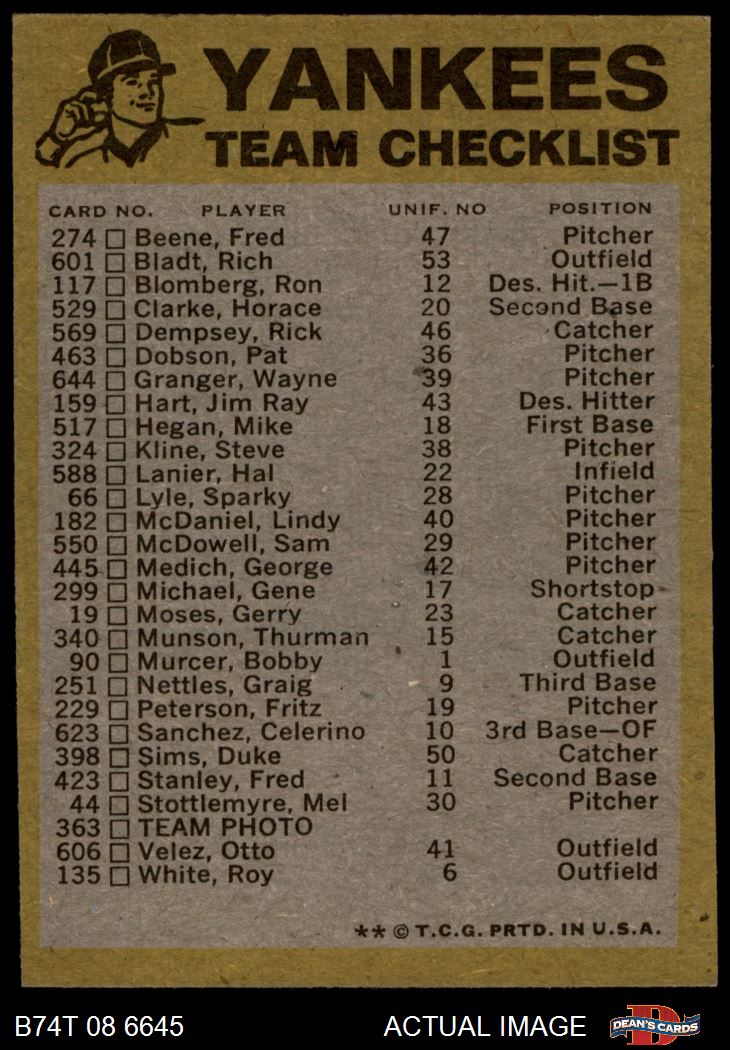 YANKEES
TEAM CHECKLIST
CARD NO. PLAYER UNIF. NO POSITION
274 Beene, Fred 47 Pitcher
601 Bladt, Rich 53 Outfield
117 Blomberg, Ron 12 Des. Hit.—1B
529 Clarke, Horace 20 Second Base
569 Dempsey, Rick 46 Catcher
463 Dobson, Pat 36 Pitcher
644 Granger, Wayne 39 Pitcher
159 Hart, Jim Ray 43 Des. Hitter
517 Hegan, Mike 18 First Base
324 Kline, Steve 38 Pitcher
588 Lanier, Hal 22 Infield
66 Lyle, Sparky 28 Pitcher
182 McDaniel, Lindy 40 Pitcher
550 McDowell, Sam 29 Pitcher
445 Medich, George 42 Pitcher
299 Michael, Gene 17 Shortstop
19 Moses, Gerry 23 Catcher
340 Munson, Thurman 15 Catcher
90 Murcer, Bobby 1 Outfield
251 Nettles, Graig 9 Third Base
229 Peterson, Fritz 19 Pitcher
623 Sanchez, Celerino 10 3rd Base—OF
398 Sims, Duke 50 Catcher
423 Stanley, Fred 11 Second Base
44 Stottlemyre, Mel 30 Pitcher
363 TEAM PHOTO
606 Velez, Otto 41 Outfield
135 White, Roy 6 Outfield
** © T.C.G. PRTD. IN U.S.A.
B74T 08 6645 ACTUAL IMAGE DEAN'S CARDS